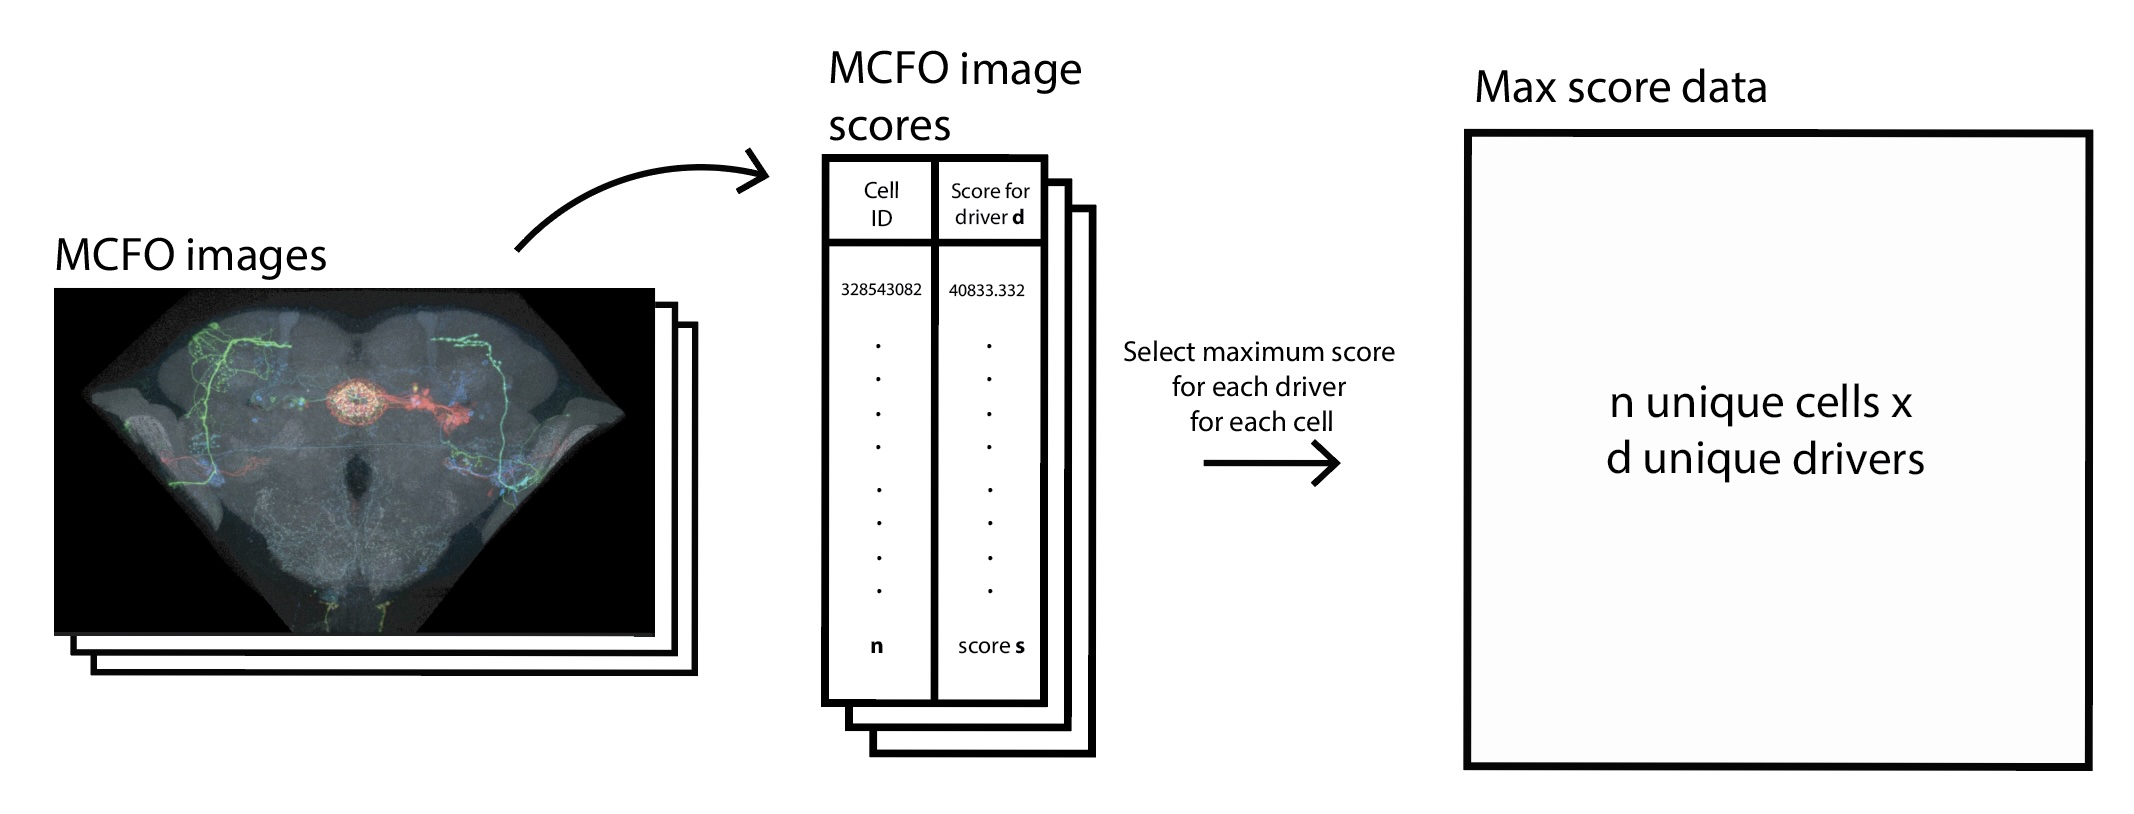 MCFO images
MCFO image
scores
Cell
ID
Score for
driver d
328543082
40833.332
n
score s
Select maximum score
for each driver
for each cell
Max score data
n unique cells x
d unique drivers